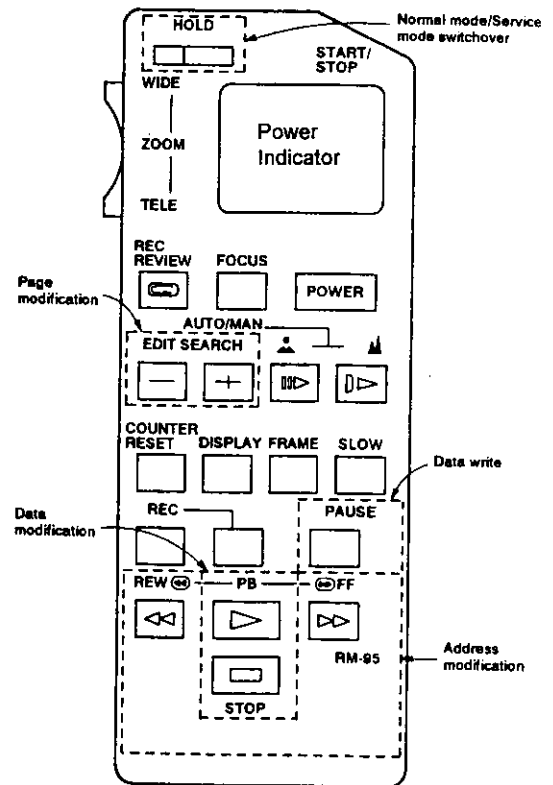 HOLD
Normal mode/Service
mode switchover
START/
STOP
WIDE
ZOOM
TELE
Power
Indicator
REC
REVIEW
FOCUS
POWER
Page
modification
AUTO/MAN
EDIT SEARCH
COUNTER
RESET
DISPLAY
FRAME
SLOW
Data write
Data
modification
REC
PAUSE
REW
PB
FF
RM-95
Address
modification
STOP